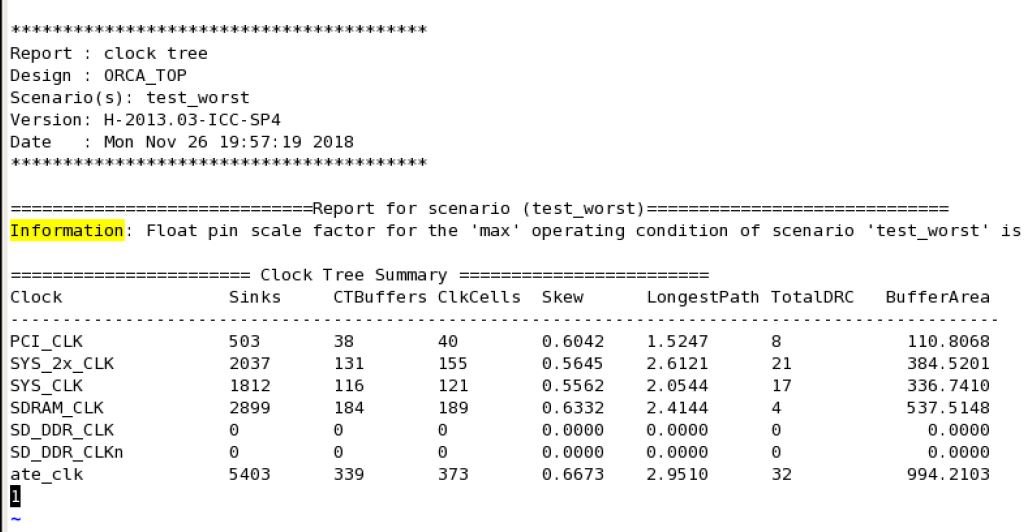 ****************************************
Report : clock tree
Design : ORCA_TOP
Scenario(s): test_worst
Version: H-2013.03-ICC-SP4
Date   : Mon Nov 26 19:57:19 2018
****************************************
=============================Report for scenario (test_worst)=============================
Information: Float pin scale factor for the 'max' operating condition of scenario 'test_worst' is
======================= Clock Tree Summary ========================
Clock                Sinks     CTBuffers ClkCells  Skew      LongestPath TotalDRC   BufferArea
-----------------------------------------------------------------------------------------------
PCI_CLK              503       38        40        0.6042    1.5247      8            110.8068
SYS_2x_CLK           2037      131       155       0.5645    2.6121      21           384.5201
SYS_CLK              1812      116       121       0.5562    2.0544      17           336.7410
SDRAM_CLK            2899      184       189       0.6332    2.4144      4            537.5148
SD_DDR_CLK           0         0         0         0.0000    0.0000      0              0.0000
SD_DDR_CLKn          0         0         0         0.0000    0.0000      0              0.0000
ate_clk              5403      339       373       0.6673    2.9510      32           994.2103
1
~